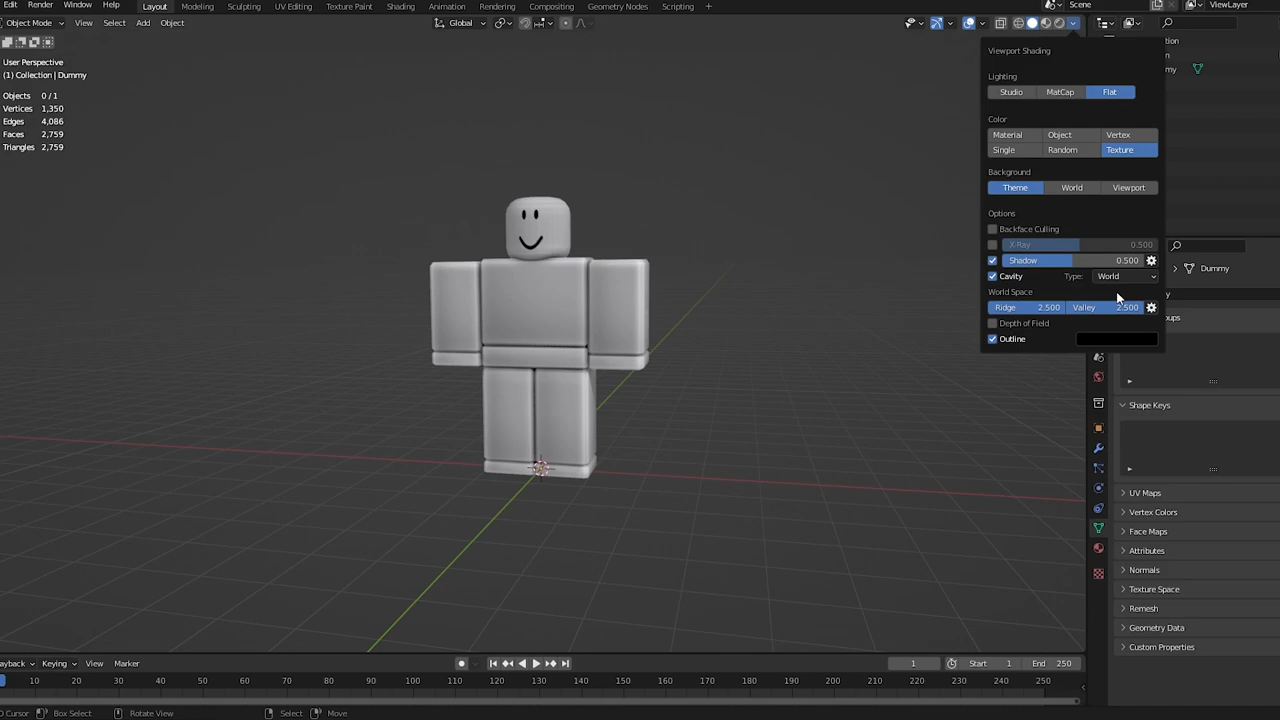 Edit Render Window Help Layout Modeling Sculpting UV Editing Texture Paint Shading Animation Rendering Compositing Geometry Nodes Scripting + Scene ViewLayer
Object Mode View Select Add Object Global
User Perspective
(1) Collection | Dummy
Objects 0 / 1
Vertices 1,350
Edges 4,086
Faces 2,759
Triangles 2,759
Viewport Shading
Lighting
Studio MatCap Flat
Color
Material Object Vertex
Single Random Texture
Background
Theme World Viewport
Options
Backface Culling
X-Ray 0.500
Shadow 0.500
Cavity Type: World
World Space
Ridge 2.500 Valley 2.500
Depth of Field
Outline
Dummy
Shape Keys
UV Maps
Vertex Colors
Face Maps
Attributes
Normals
Texture Space
Remesh
Geometry Data
Custom Properties
ayback Keying View Marker 1 Start 1 End 250
10 20 30 40 50 60 70 80 90 100 110 120 130 140 150 160 170 180 190 200 210 220 230 240 250
D Cursor Box Select Rotate View Select Move